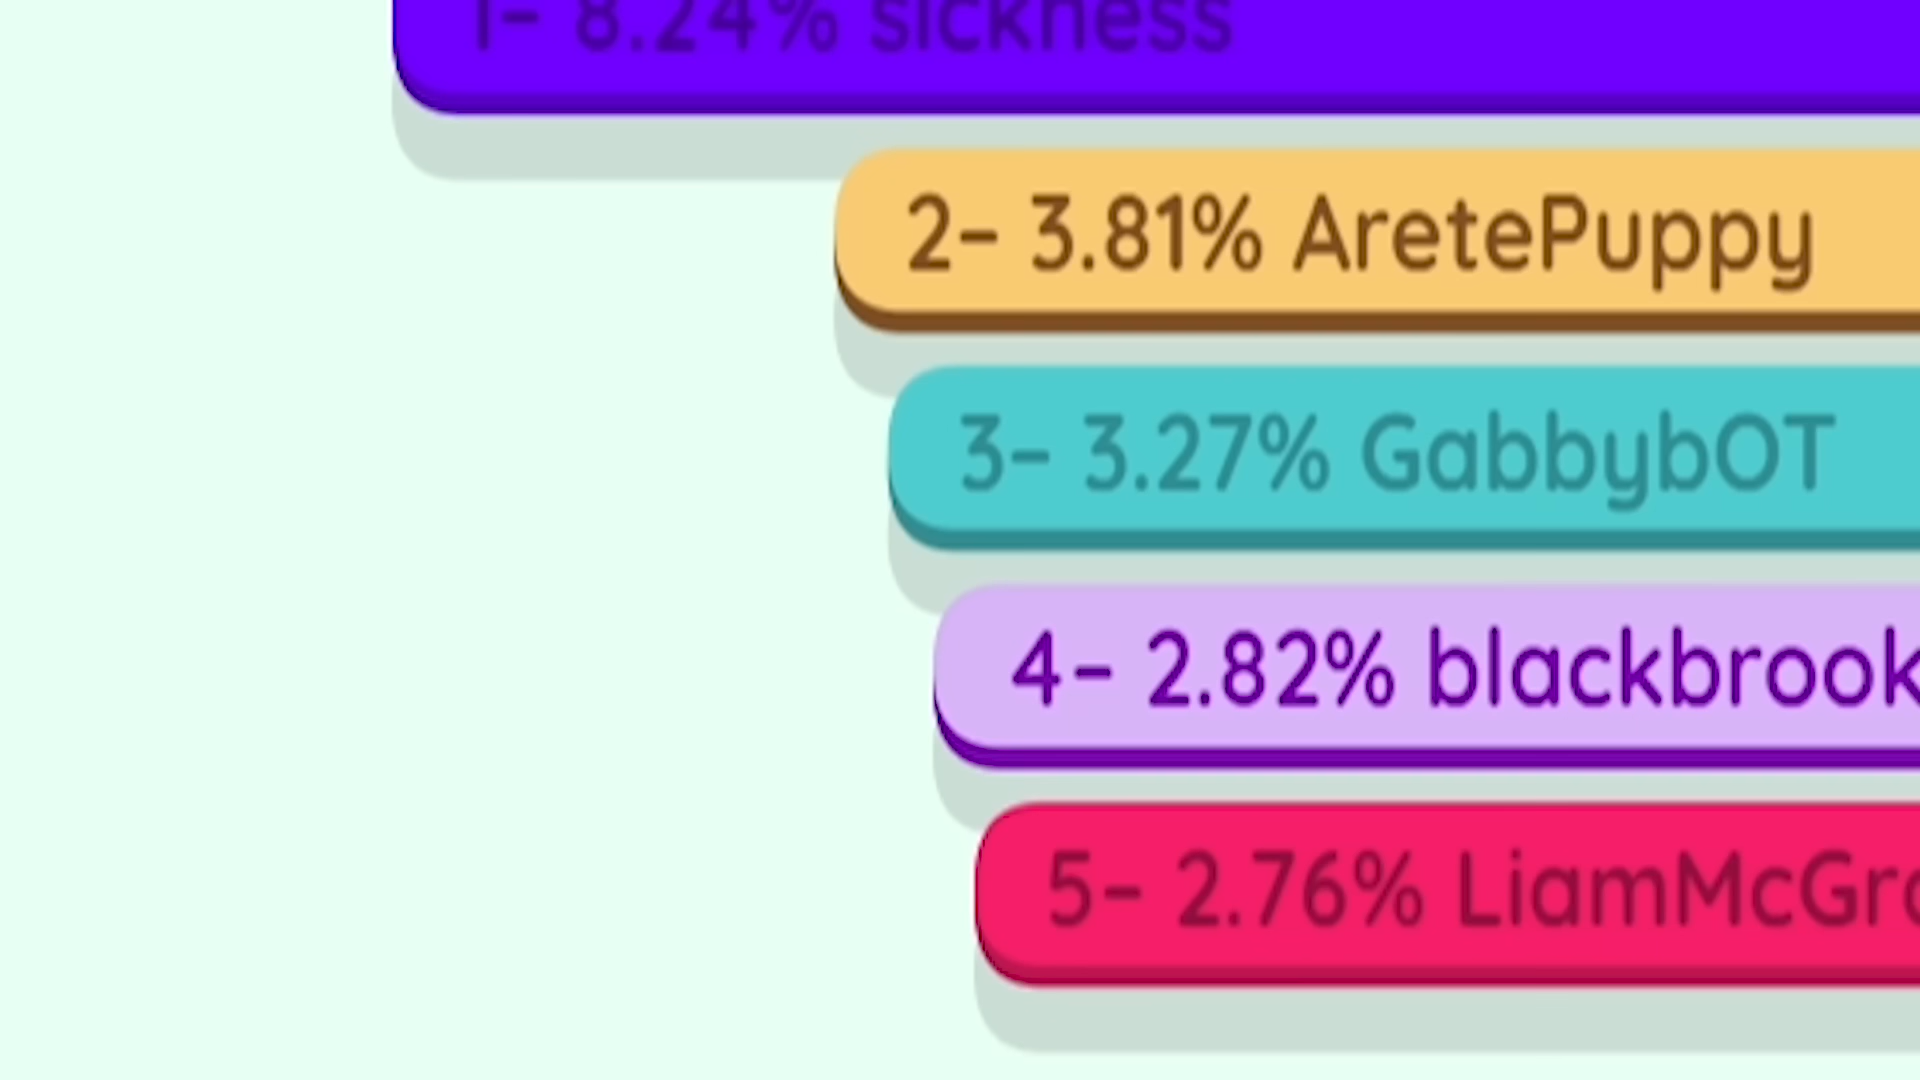 1- 8.24% sickness
2- 3.81% AretePuppy
3- 3.27% GabbybOT
4- 2.82% blackbrook
5- 2.76% LiamMcGr